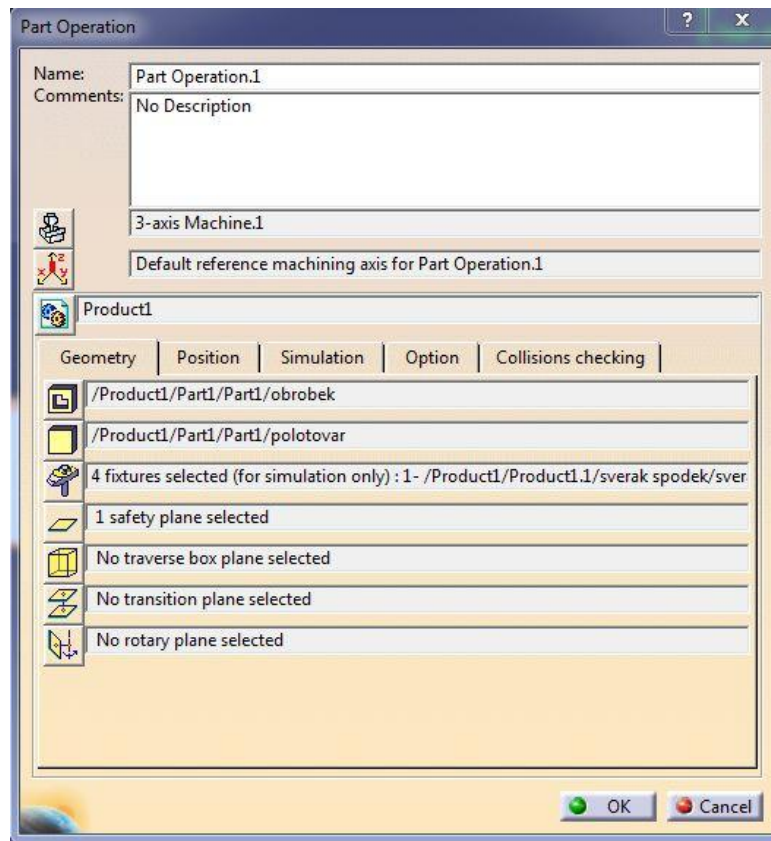 Part Operation
? x
Name: Part Operation.1
Comments: No Description
3-axis Machine.1
Default reference machining axis for Part Operation.1
Product1
Geometry Position Simulation Option Collisions checking
/Product1/Part1/Part1/obrobek
/Product1/Part1/Part1/polotovar
4 fixtures selected (for simulation only) : 1- /Product1/Product1.1/sverak spodek/sver
1 safety plane selected
No traverse box plane selected
No transition plane selected
No rotary plane selected
OK Cancel